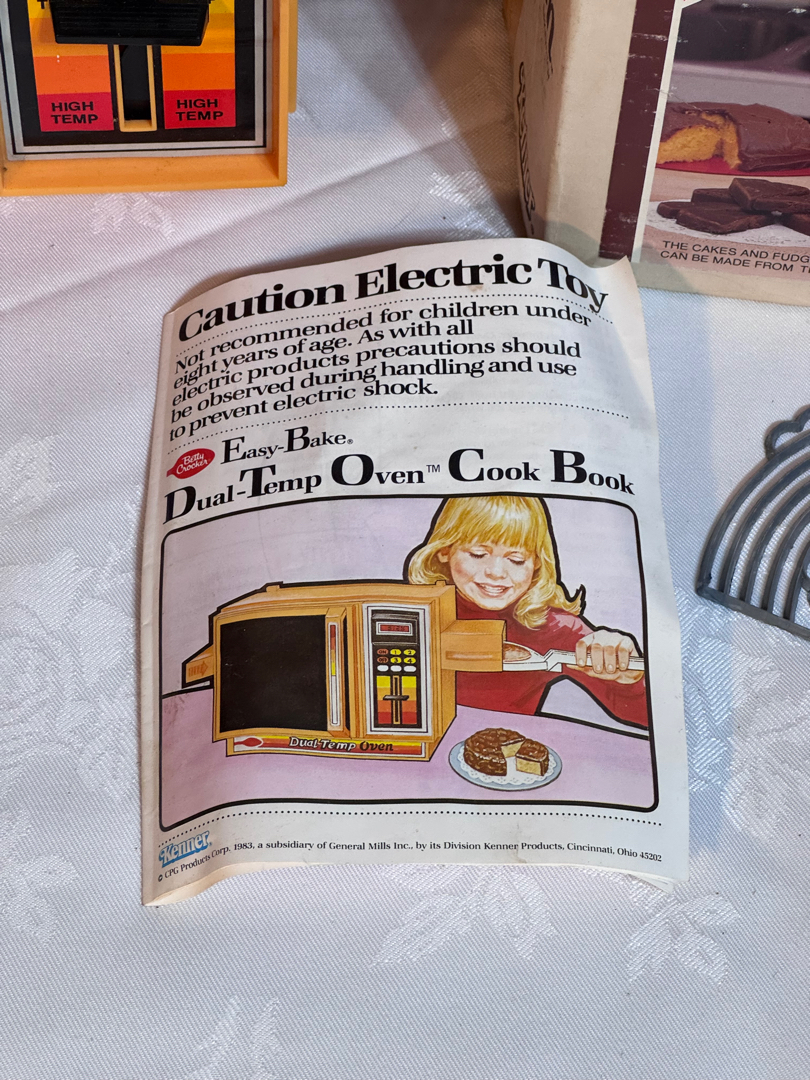 HIGH TEMP
HIGH TEMP
THE CAKES AND FUDG
CAN BE MADE FROM T
Caution Electric Toy
Not recommended for children under
eight years of age. As with all
electric products precautions should
be observed during handling and use
to prevent electric shock.
Betty Crocker
Easy-Bake®
Dual-Temp Oven™ Cook Book
Dual-Temp Oven
Kenner
© CPG Products Corp. 1983, a subsidiary of General Mills Inc., by its Division Kenner Products, Cincinnati, Ohio 45202